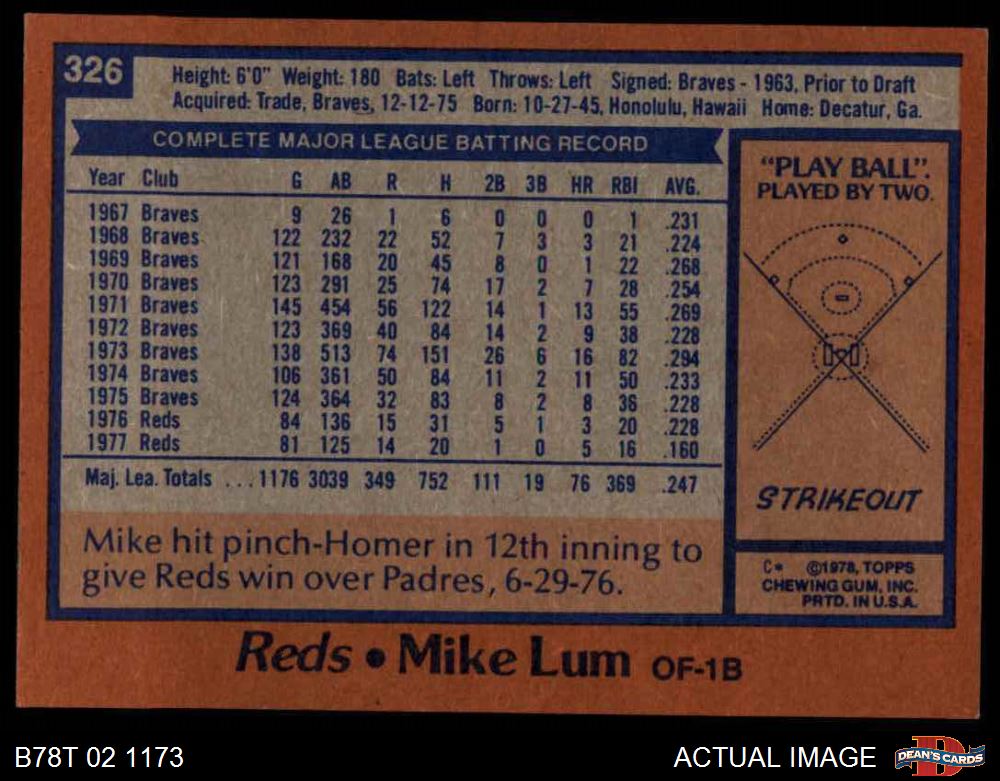 326
Height: 6'0" Weight: 180 Bats: Left Throws: Left Signed: Braves - 1963, Prior to Draft
Acquired: Trade, Braves, 12-12-75 Born: 10-27-45, Honolulu, Hawaii Home: Decatur, Ga.
COMPLETE MAJOR LEAGUE BATTING RECORD
Year Club G AB R H 2B 3B HR RBI AVG.
1967 Braves 9 26 1 6 0 0 0 1 .231
1968 Braves 122 232 22 52 7 3 3 21 .224
1969 Braves 121 168 20 45 8 0 1 22 .268
1970 Braves 123 291 25 74 17 2 7 28 .254
1971 Braves 145 454 56 122 14 1 13 55 .269
1972 Braves 123 369 40 84 14 2 9 38 .228
1973 Braves 138 513 74 151 26 6 16 82 .294
1974 Braves 106 361 50 84 11 2 11 50 .233
1975 Braves 124 364 32 83 8 2 8 36 .228
1976 Reds 84 136 15 31 5 1 3 20 .228
1977 Reds 81 125 14 20 1 0 5 16 .160
Maj. Lea. Totals ... 1176 3039 349 752 111 19 76 369 .247
Mike hit pinch-Homer in 12th inning to
give Reds win over Padres, 6-29-76.
"PLAY BALL".
PLAYED BY TWO.
STRIKEOUT
C* ©1978, TOPPS
CHEWING GUM, INC.
PRTD. IN U.S.A.
Reds • Mike Lum OF-1B
B78T 02 1173
ACTUAL IMAGE
D
DEAN'S CARDS